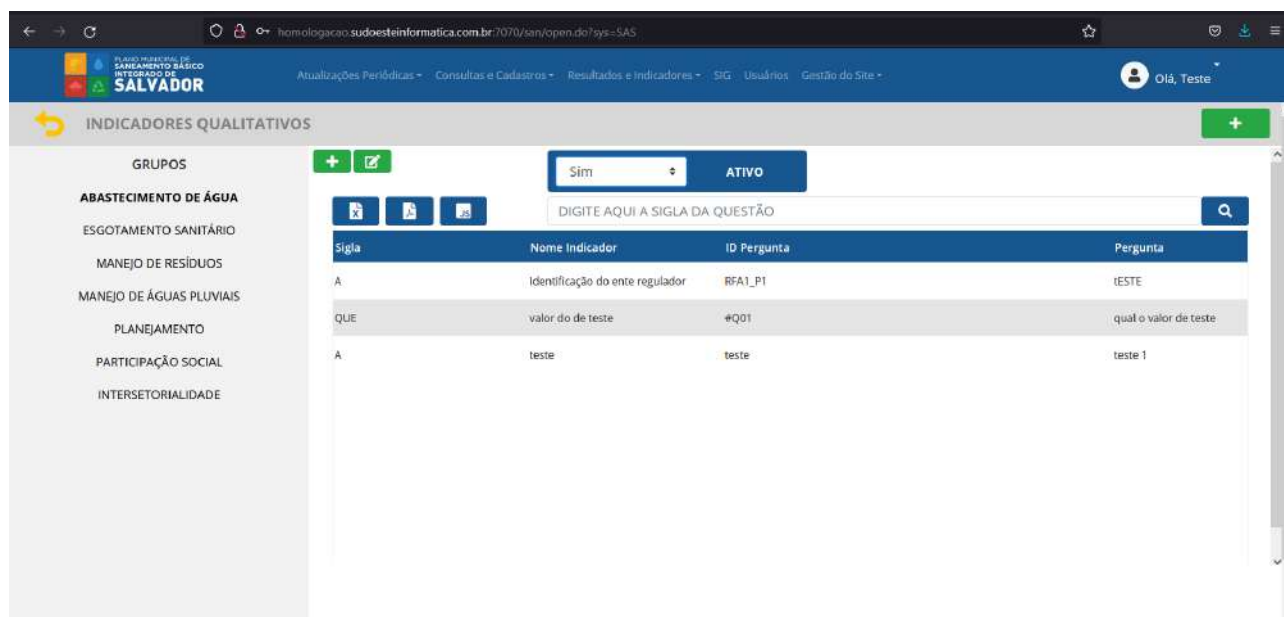 homologacao.sudoesteinformatica.com.br:7070/san/open.do?sys=SAS
PLANO MUNICIPAL DE
SANEAMENTO BÁSICO
INTEGRADO DE
SALVADOR
Atualizações Periódicas Consultas e Cadastros Resultados e Indicadores SIG Usuários Gestão do Site
Olá, Teste
INDICADORES QUALITATIVOS
+
GRUPOS
ABASTECIMENTO DE ÁGUA
ESGOTAMENTO SANITÁRIO
MANEJO DE RESÍDUOS
MANEJO DE ÁGUAS PLUVIAIS
PLANEJAMENTO
PARTICIPAÇÃO SOCIAL
INTERSETORIALIDADE
+
Sim ATIVO
JS
DIGITE AQUI A SIGLA DA QUESTÃO
Sigla Nome Indicador ID Pergunta Pergunta
A Identificação do ente regulador RFA1_P1 tESTE
QUE valor do de teste #Q01 qual o valor de teste
A teste teste teste 1